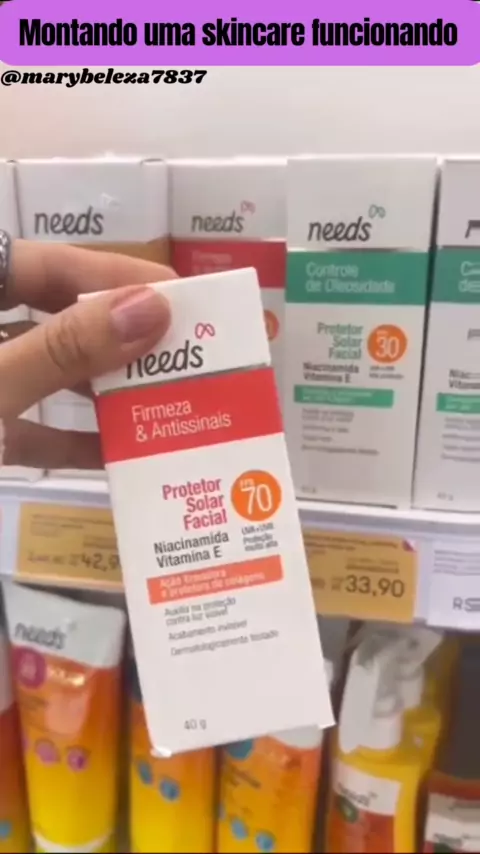 Montando uma skincare funcionando
@marybeleza7837
needs
needs
needs
Controle
de Oleosidade
Protetor
Solar
Facial
FPS
30
Niacinamida
Vitamina E
needs
Firmeza
& Antissinais
Protetor
Solar
Facial
FPS
70
UVA+UVB
Proteção
muito alta
Niacinamida
Vitamina E
Ação firmadora
e protetora do colágeno
Auxilia na proteção
contra luz visível
Acabamento invisível
Dermatologicamente testado
40 g
42,9
33,90
R$
needs
needs